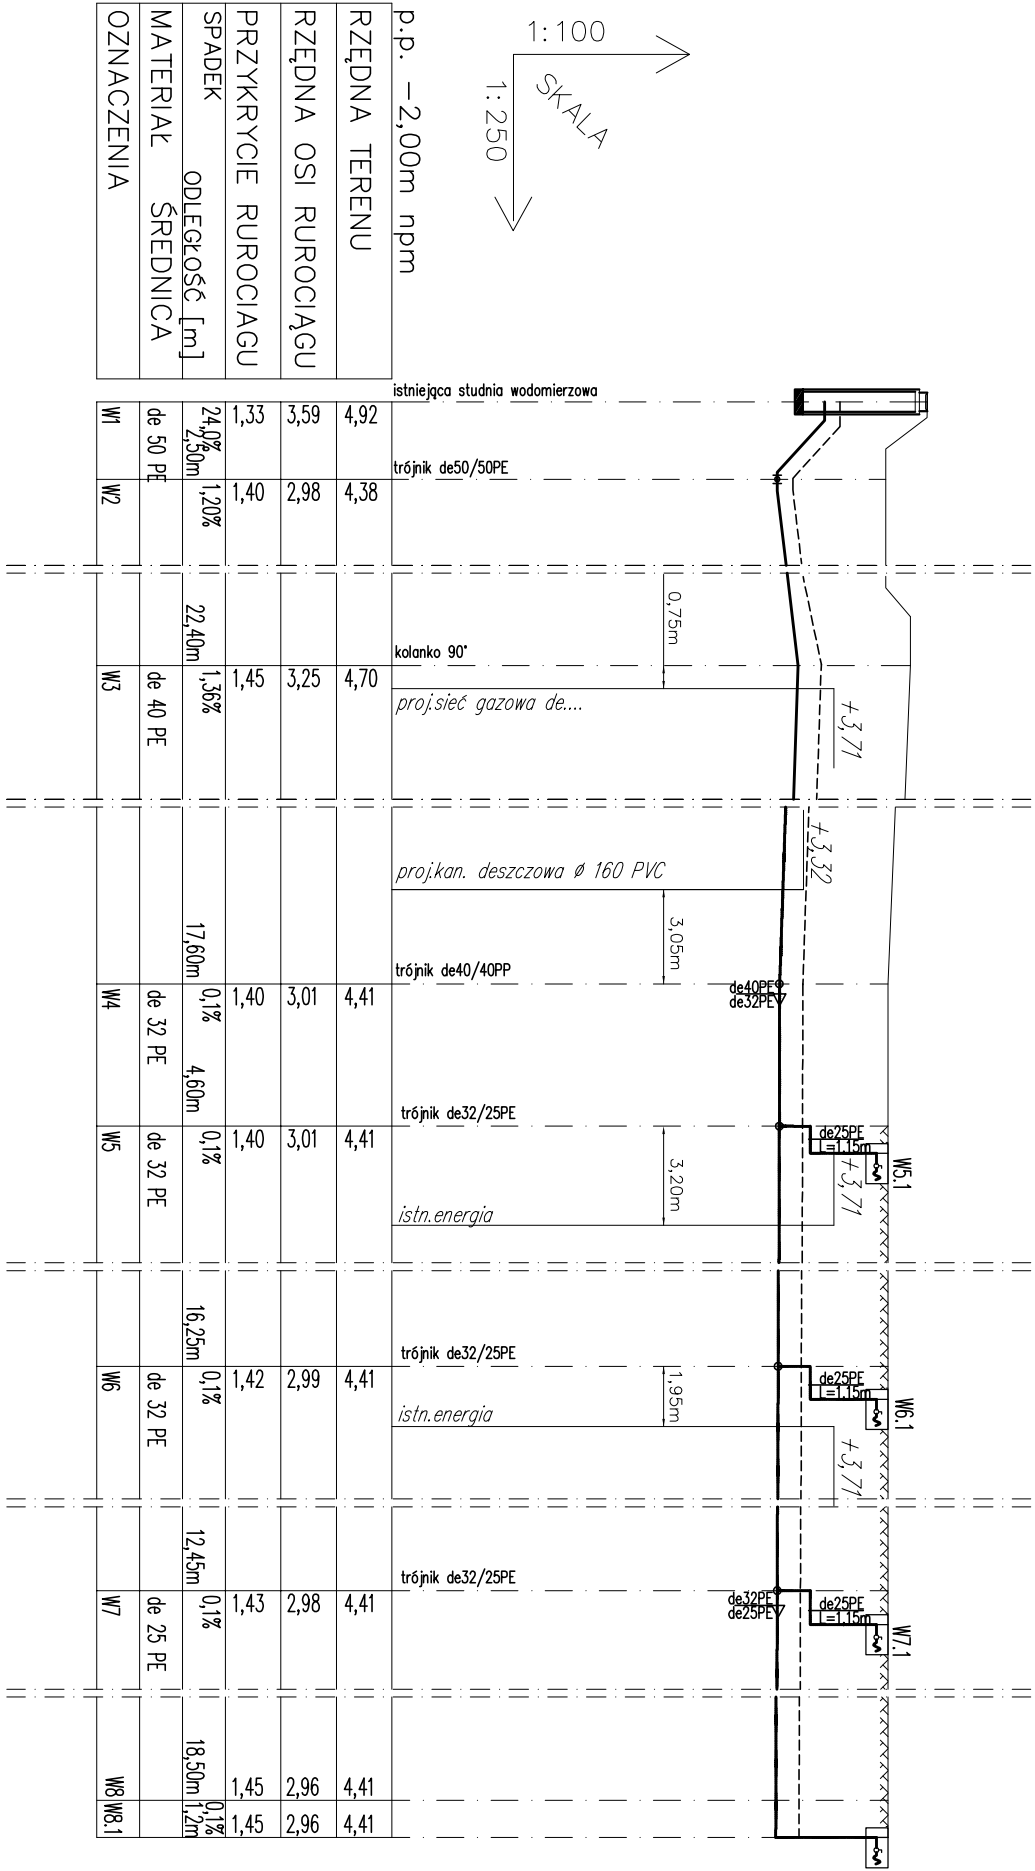 1:100
SKALA
1:250
p.p. -2,00m npm
RZĘDNA TERENU
4,92 4,38 4,70 4,41 4,41 4,41 4,41 4,41 4,41
RZĘDNA OSI RUROCIĄGU
3,59 2,98 3,25 3,01 3,01 2,99 2,98 2,96 2,96
PRZYKRYCIE RUROCIAGU
1,33 1,40 1,45 1,40 1,40 1,42 1,43 1,45 1,45
SPADEK
24,0% 1,20% 1,36% 0,1% 0,1% 0,1% 0,1% 0,1%
ODLEGŁOŚĆ [m]
2,50m 22,40m 17,60m 4,60m 16,25m 12,45m 18,50m 1,2m
MATERIAŁ ŚREDNICA
de 50 PE de 40 PE de 32 PE de 32 PE de 32 PE de 25 PE
OZNACZENIA
W1 W2 W3 W4 W5 W6 W7 W8 W8.1
istniejąca studnia wodomierzowa
trójnik de50/50PE
kolanko 90°
proj.sieć gazowa de....
proj.kan. deszczowa ø 160 PVC
trójnik de40/40PP
trójnik de32/25PE
istn.energia
trójnik de32/25PE
istn.energia
trójnik de32/25PE
0,75m
3,05m
3,20m
1,95m
+3,71
+3,32
+3,71
+3,71
de40PE
de32PE
de25PE
L=1.15m
W5.1
de25PE
L=1.15m
W6.1
de32PE
de25PE
de25PE
L=1.15m
W7.1